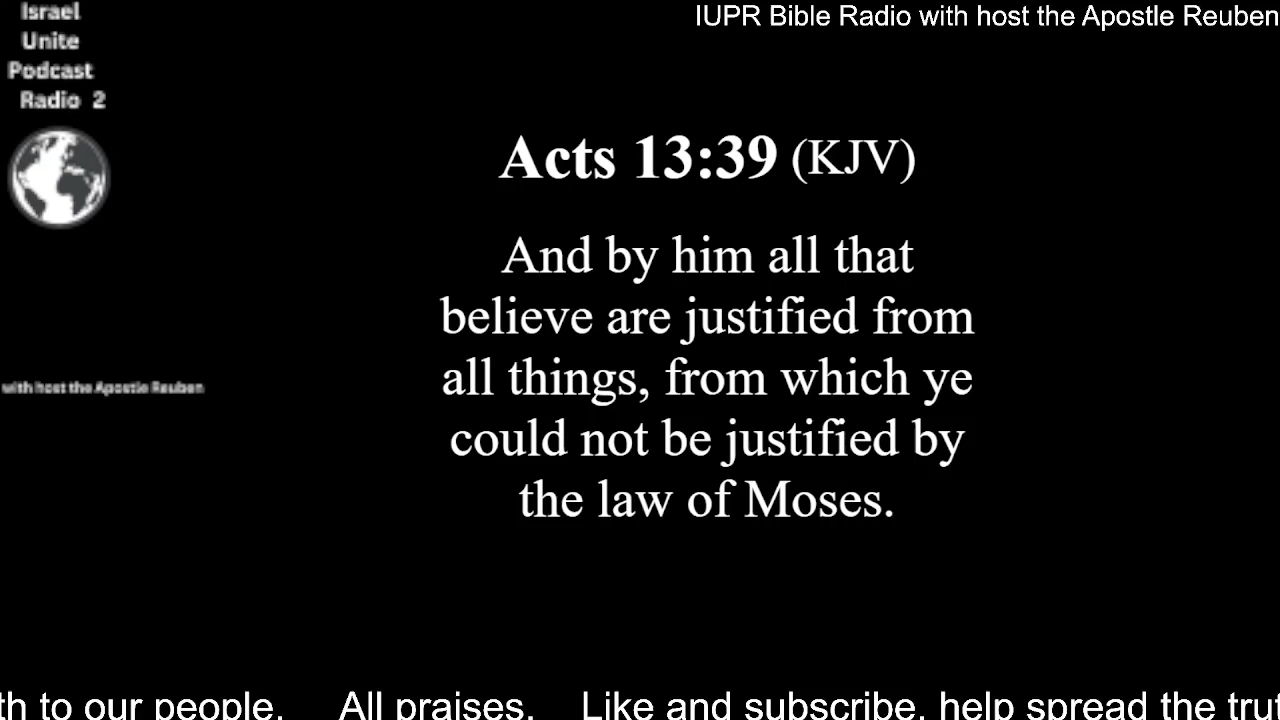 Israel
Unite
Podcast
Radio 2
IUPR Bible Radio with host the Apostle Reuben
Acts 13:39 (KJV)
And by him all that
believe are justified from
all things, from which ye
could not be justified by
the law of Moses.
with host the Apostle Reuben
th to our people. All praises. Like and subscribe, help spread the tru